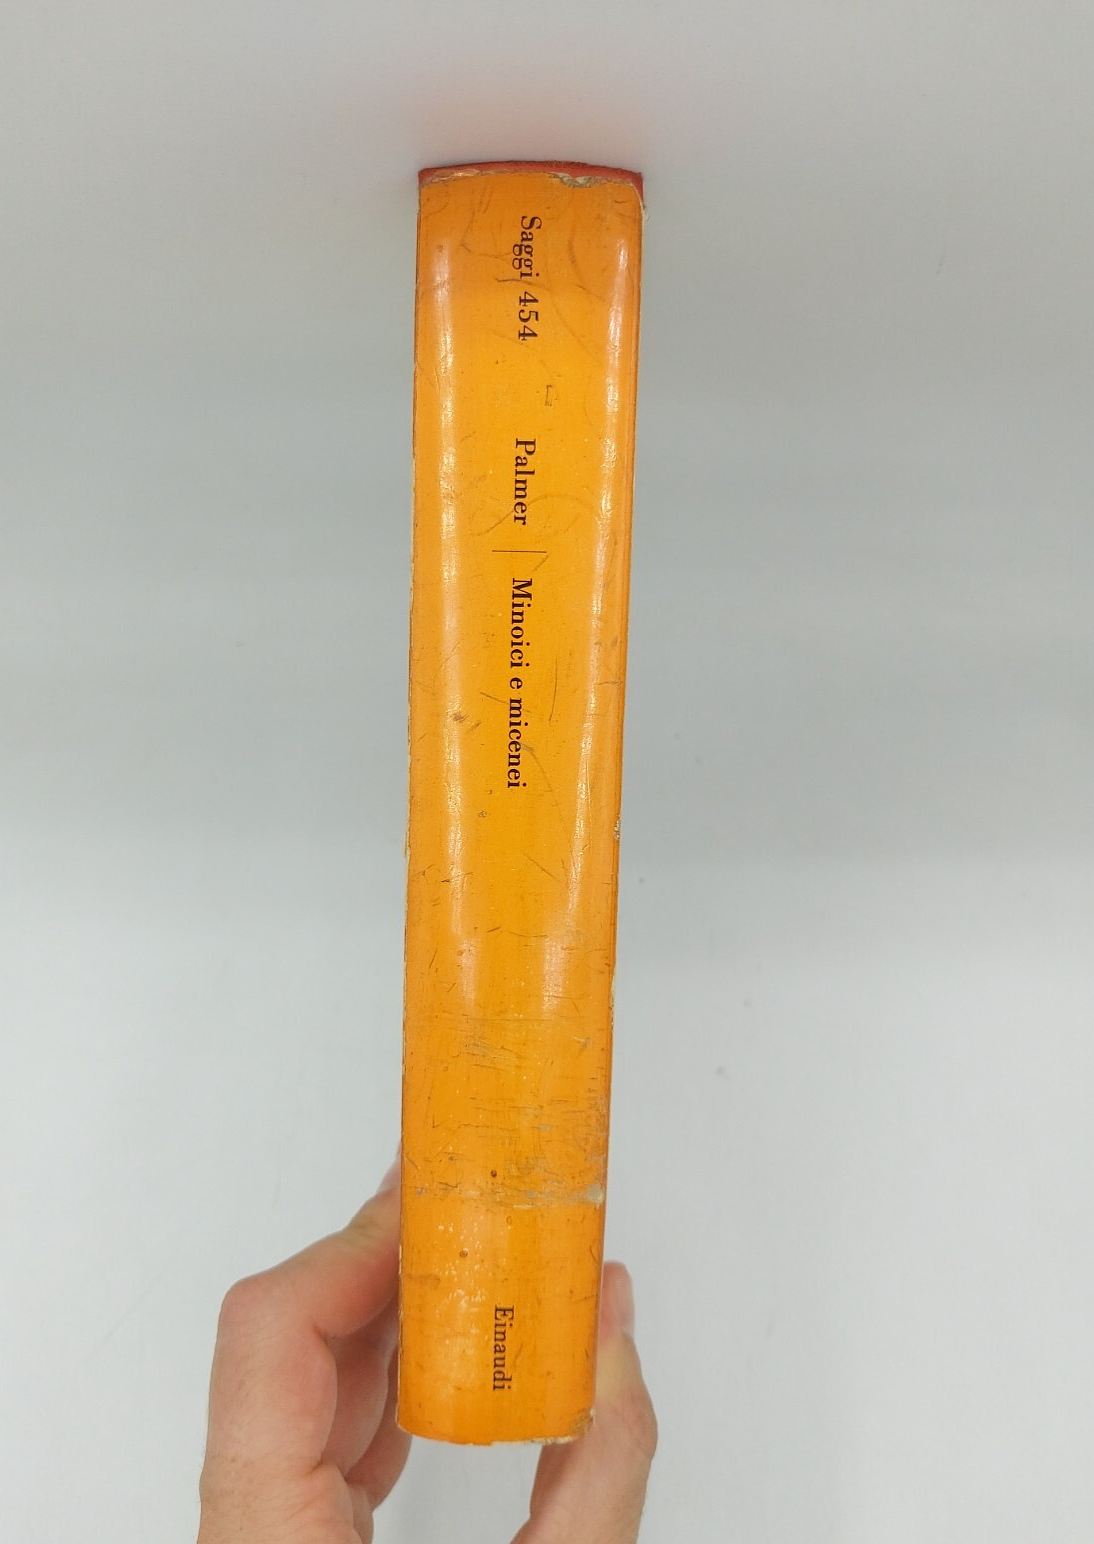 Saggi 454
Palmer | Minoici e micenei
Einaudi